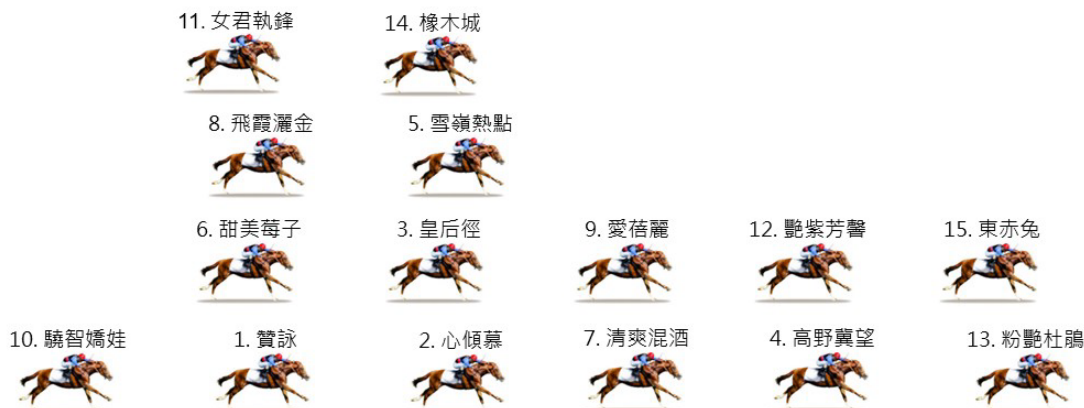 11. 女君執鋒
14. 橡木城
8. 飛霞灑金
5. 雪嶺熱點
6. 甜美莓子
3. 皇后徑
9. 愛蓓麗
12. 艷紫芳馨
15. 東赤兔
10. 驍智嬌娃
1. 贊詠
2. 心傾慕
7. 清爽混酒
4. 高野冀望
13. 粉艷杜鵑